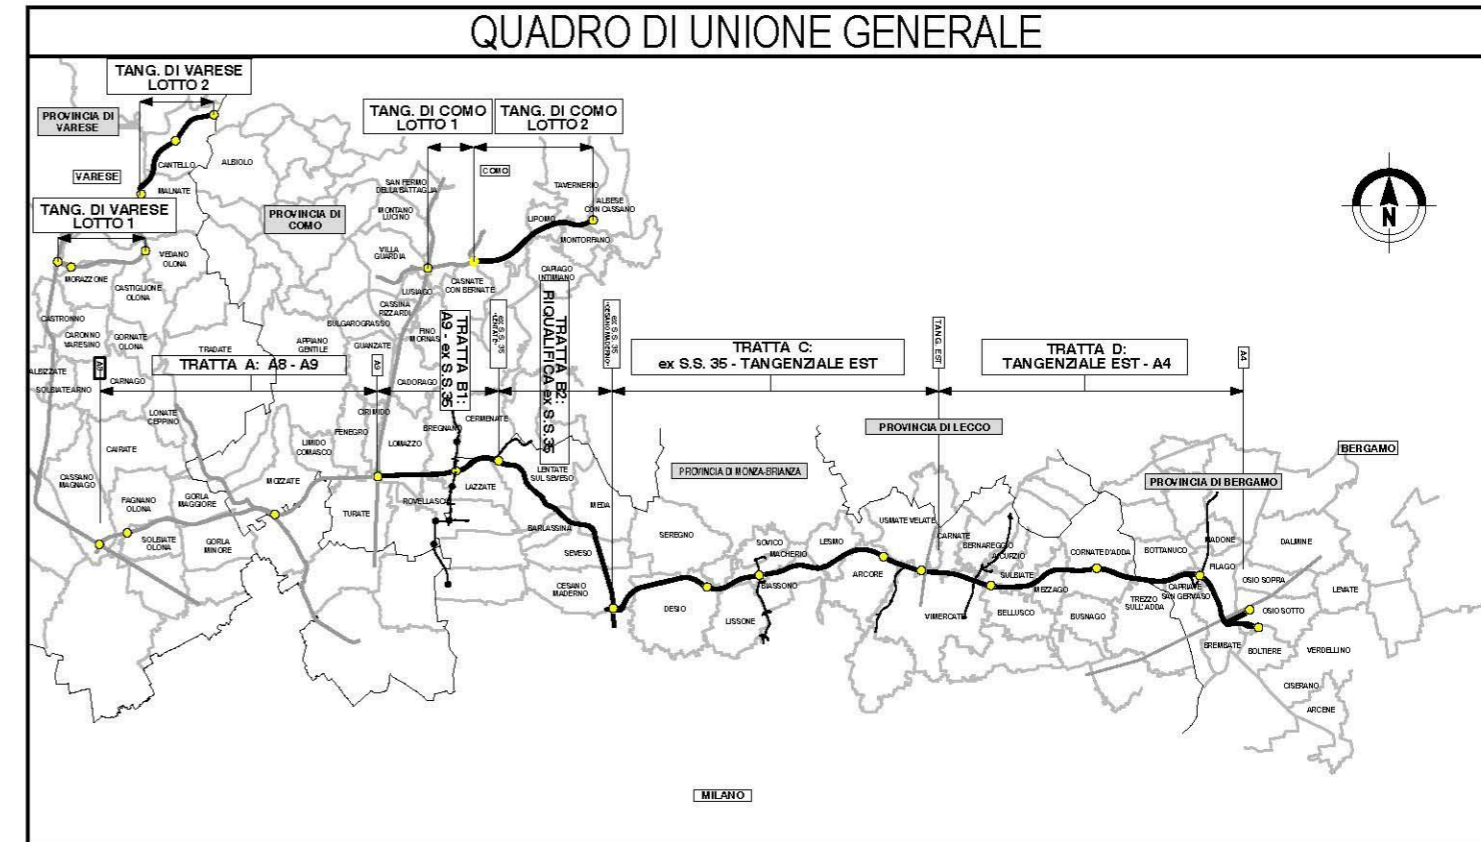 QUADRO DI UNIONE GENERALE
TANG. DI VARESE
LOTTO 2
PROVINCIA DI
VARESE
TANG. DI COMO
LOTTO 1
TANG. DI COMO
LOTTO 2
CANTELLO
ALBIOLO
VARESE
MALNATE
COMO
SAN FERMO
DELLA BATTAGLIA
TAVERNERIO
ALBESE
CON CASSANO
TANG. DI VARESE
LOTTO 1
PROVINCIA DI
COMO
MONTANO
LUCINO
LIPOMO
MONTORFANO
VILLA
GUARDIA
VEDANO
OLONA
MORAZZONE
CASTIGLIONE
OLONA
LUSIAGO
CASNATE
CON BERNATE
CAPIAGO
INTIMIANO
CASSINA
RIZZARDI
BULGAROGRASSO
CASTRONNO
CARONNO
VARESINO
GORNATE
OLONA
TRADATE
APPIANO
GENTILE
GUANZATE
FINO
MORNAS
TRATTA A: A8 - A9
A9
TRATTA B1:
A9 - ex S.S.35
ex S.S. 35
TRATTA B2:
RIQUALIFICA ex S.S.35
ex S.S. 35
TRATTA C:
ex S.S. 35 - TANGENZIALE EST
TANG. EST
TRATTA D:
TANGENZIALE EST - A4
A4
ALBIZZATE
SOLBIATE ARNO
CARNAGO
CADORAGO
LONATE
CEPPINO
CIRIMIDO
FENEGRO
LIMIDO
COMASCO
LOMAZZO
BREGNANO
CERMENATE
PROVINCIA DI LECCO
BERGAMO
CAIRATE
CASSANO
MAGNAGO
FAGNANO
OLONA
GORLA
MAGGIORE
MOZZATE
ROVELLASCA
LAZZATE
LENTATE
SUL SEVESO
PROVINCIA DI MONZA-BRIANZA
PROVINCIA DI BERGAMO
TURATE
MEDA
BARLASSINA
SOLBIATE
OLONA
GORLA
MINORE
SEVESO
SEREGNO
SOVICO
MACHERIO
LESMO
USMATE VELATE
CARNATE
BERNAREGGIO
AICURZIO
SULBIATE
CORNATE D'ADDA
BOTTANUCO
MADONE
DALMINE
FILAGO
OSIO SOPRA
LEVATE
CESANO
MADERNO
DESIO
LISSONE
BIASSONO
ARCORE
VIMERCATE
BELLUSCO
MEZZAGO
BUSNAGO
TREZZO
SULL'ADDA
CAPRIATE
SAN GERVASO
OSIO SOTTO
BREMBATE
BOLTIERE
VERDELLINO
CISERANO
ARCENE
MILANO
N